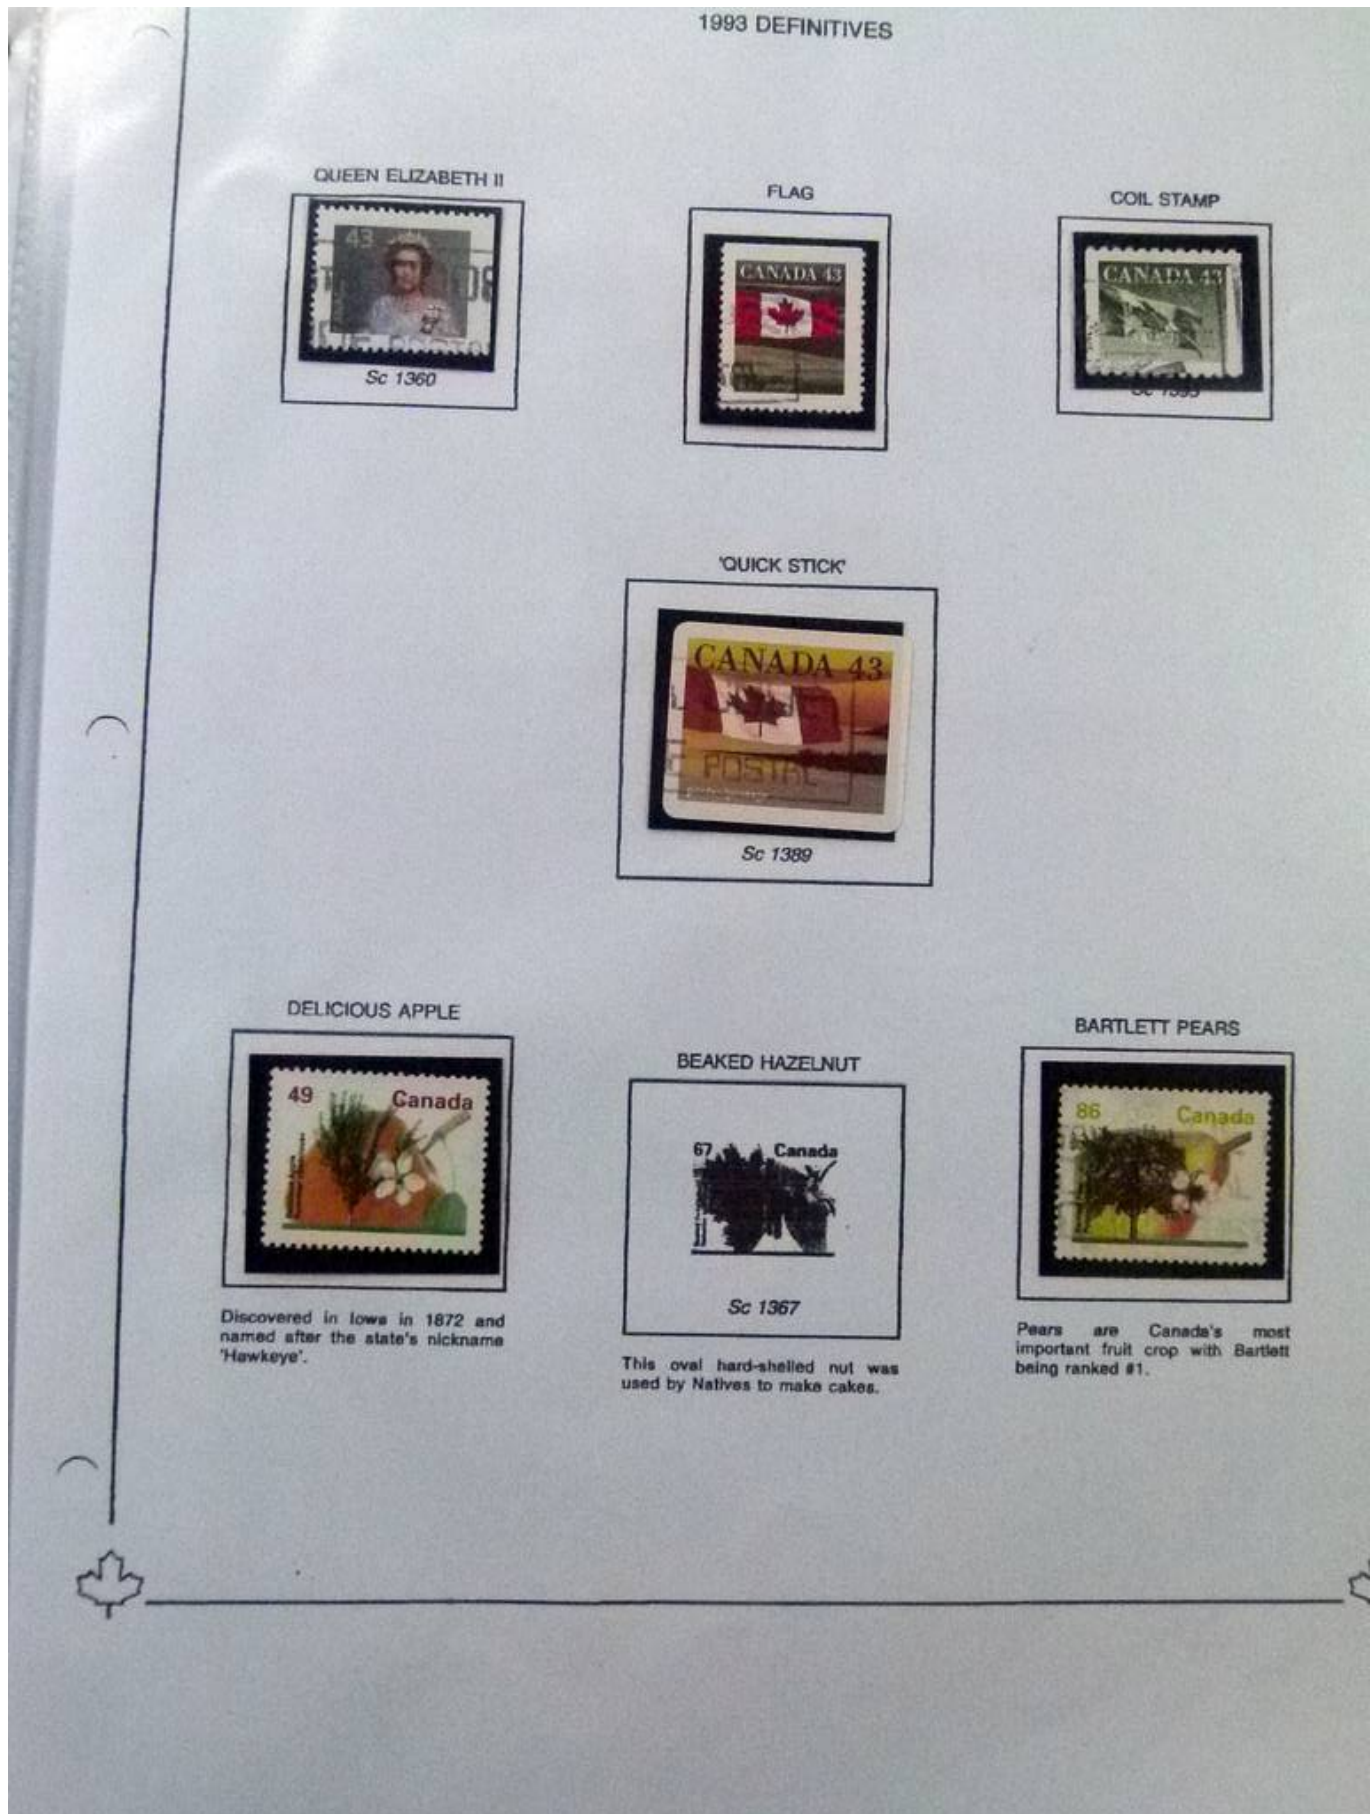 1993 DEFINITIVES
QUEEN ELIZABETH II
FLAG
COIL STAMP
43
CANADA 43
CANADA 43
Sc 1360
Sc 1395
'QUICK STICK'
CANADA 43
POSTAL
Sc 1389
DELICIOUS APPLE
BEAKED HAZELNUT
BARTLETT PEARS
49 Canada
67 Canada
86 Canada
Sc 1367
Discovered in Iowa in 1872 and
named after the state's nickname
'Hawkeye'.
This oval hard-shelled nut was
used by Natives to make cakes.
Pears are Canada's most
important fruit crop with Bartlett
being ranked #1.